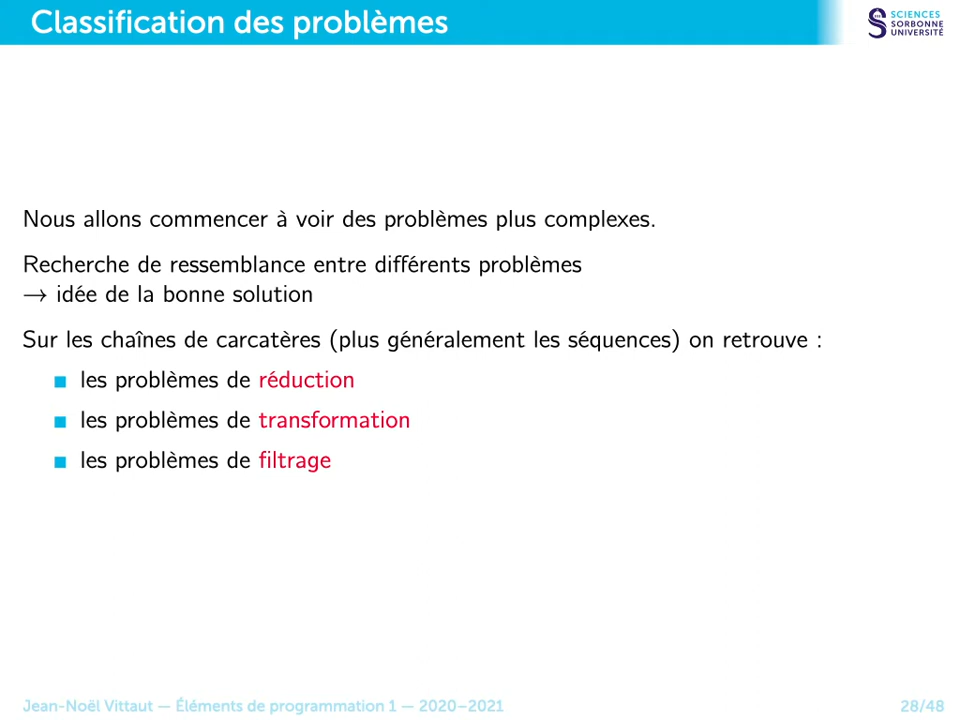 Classification des problèmes
SCIENCES
SORBONNE
UNIVERSITÉ
Nous allons commencer à voir des problèmes plus complexes.
Recherche de ressemblance entre différents problèmes
→ idée de la bonne solution
Sur les chaînes de carcatères (plus généralement les séquences) on retrouve :
les problèmes de réduction
les problèmes de transformation
les problèmes de filtrage
Jean-Noël Vittaut — Éléments de programmation 1 — 2020–2021
28/48